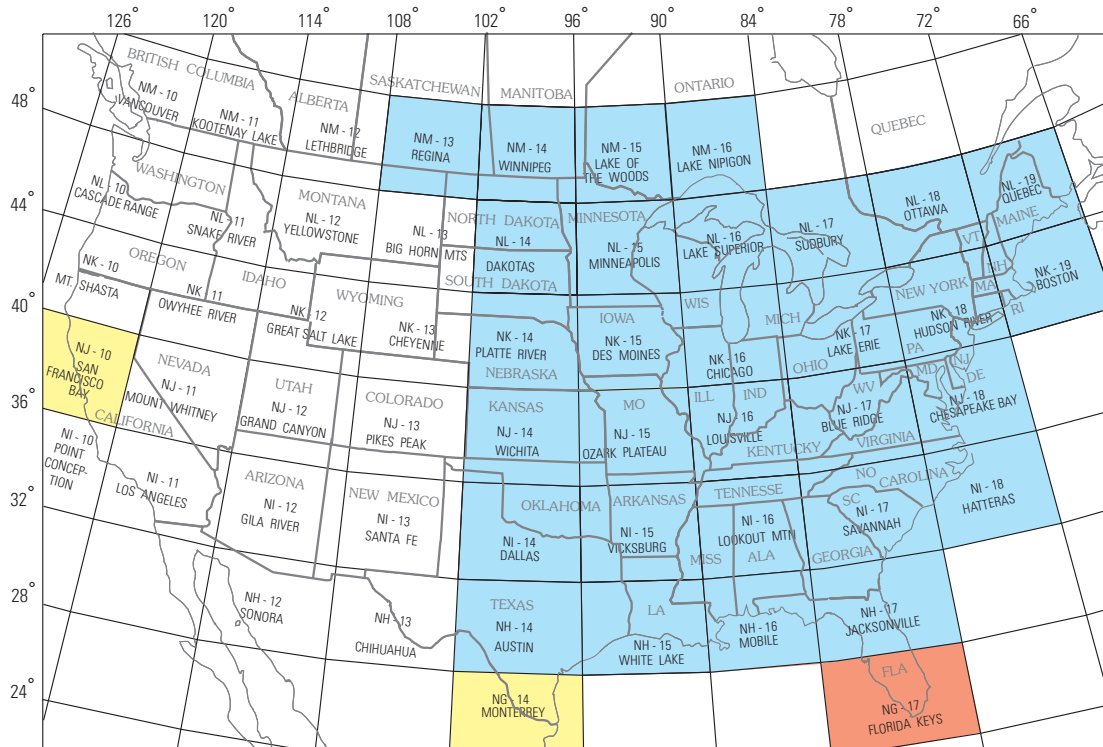 126° 120° 114° 108° 102° 96° 90° 84° 78° 72° 66°
48°
44°
40°
36°
32°
28°
24°
BRITISH COLUMBIA
ALBERTA
SASKATCHEWAN
MANITOBA
ONTARIO
QUEBEC
NM - 10
VANCOUVER
NM - 11
KOOTENAY LAKE
NM - 12
LETHBRIDGE
NM - 13
REGINA
NM - 14
WINNIPEG
NM - 15
LAKE OF
THE WOODS
NM - 16
LAKE NIPIGON
WASHINGTON
MONTANA
NORTH DAKOTA
MINNESOTA
VT
MAINE
NL - 10
CASCADE RANGE
NL - 11
SNAKE RIVER
NL - 12
YELLOWSTONE
NL - 13
BIG HORN MTS
NL - 14
DAKOTAS
NL - 15
MINNEAPOLIS
NL - 16
LAKE SUPERIOR
NL - 17
SUDBURY
NL - 18
OTTAWA
NL - 19
QUEBEC
OREGON
IDAHO
WYOMING
SOUTH DAKOTA
IOWA
WIS
MICH
NEW YORK
NH
MA
RI
NK - 10
MT. SHASTA
NK - 11
OWYHEE RIVER
NK - 12
GREAT SALT LAKE
NK - 13
CHEYENNE
NK - 14
PLATTE RIVER
NEBRASKA
NK - 15
DES MOINES
NK - 16
CHICAGO
NK - 17
LAKE ERIE
NK - 18
HUDSON RIVER
NK - 19
BOSTON
NEVADA
UTAH
COLORADO
KANSAS
MO
ILL
IND
OHIO
WV
PA
MD
NJ
DE
NJ - 10
SAN
FRANCISCO
BAY
CALIFORNIA
NJ - 11
MOUNT WHITNEY
NJ - 12
GRAND CANYON
NJ - 13
PIKES PEAK
NJ - 14
WICHITA
NJ - 15
OZARK PLATEAU
NJ - 16
LOUISVILLE
KENTUCKY
NJ - 17
BLUE RIDGE
VIRGINIA
NJ - 18
CHESAPEAKE BAY
ARIZONA
NEW MEXICO
OKLAHOMA
ARKANSAS
TENNESSE
NO CAROLINA
SC
NI - 10
POINT
CONCEP-
TION
NI - 11
LOS ANGELES
NI - 12
GILA RIVER
NI - 13
SANTA FE
NI - 14
DALLAS
NI - 15
VICKSBURG
MISS
NI - 16
LOOKOUT MTN
ALA
NI - 17
SAVANNAH
GEORGIA
NI - 18
HATTERAS
TEXAS
LA
NH - 12
SONORA
NH - 13
CHIHUAHUA
NH - 14
AUSTIN
NH - 15
WHITE LAKE
NH - 16
MOBILE
NH - 17
JACKSONVILLE
FLA
NG - 14
MONTERREY
NG - 17
FLORIDA KEYS